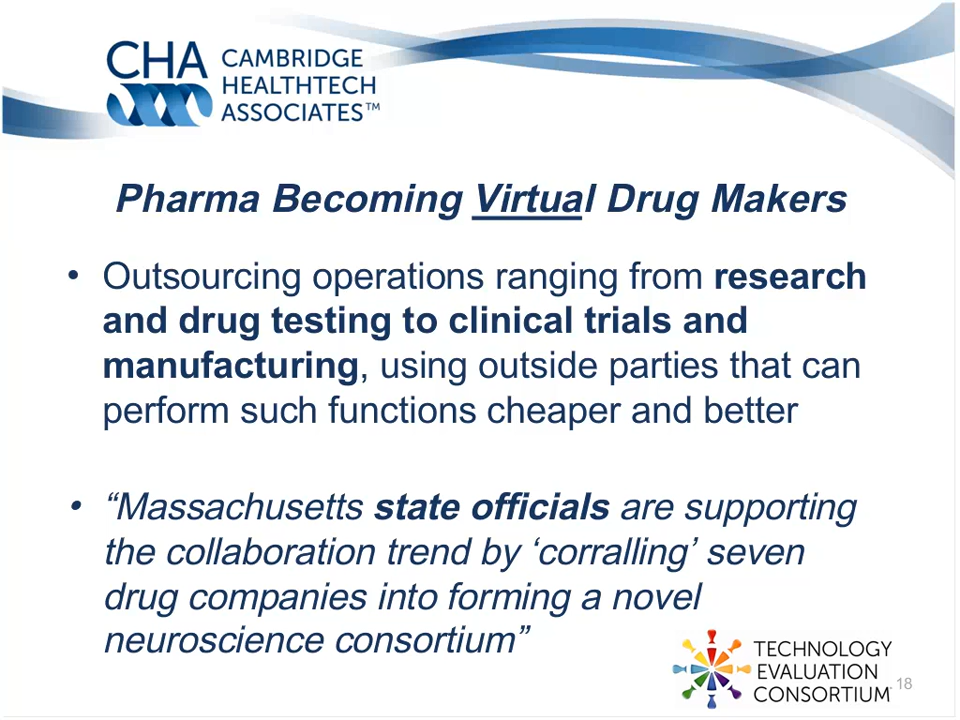 CHA CAMBRIDGE
HEALTHTECH
ASSOCIATES™
Pharma Becoming Virtual Drug Makers
• Outsourcing operations ranging from research
and drug testing to clinical trials and
manufacturing, using outside parties that can
perform such functions cheaper and better
• “Massachusetts state officials are supporting
the collaboration trend by ‘corralling’ seven
drug companies into forming a novel
neuroscience consortium”
TECHNOLOGY
EVALUATION
CONSORTIUM
18